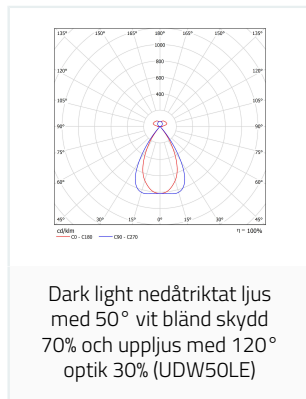 135° 150° 165° 180° 165° 150° 135°
1000
120° 800 120°
105° 600 105°
400
90° 90°
75° 75°
60° 60°
45° 30° 15° 0° 15° 30° 45°
cd/klm η = 100%
C0 - C180 C90 - C270
Dark light nedåtriktat ljus
med 50° vit bländ skydd
70% och uppljus med 120°
optik 30% (UDW50LE)